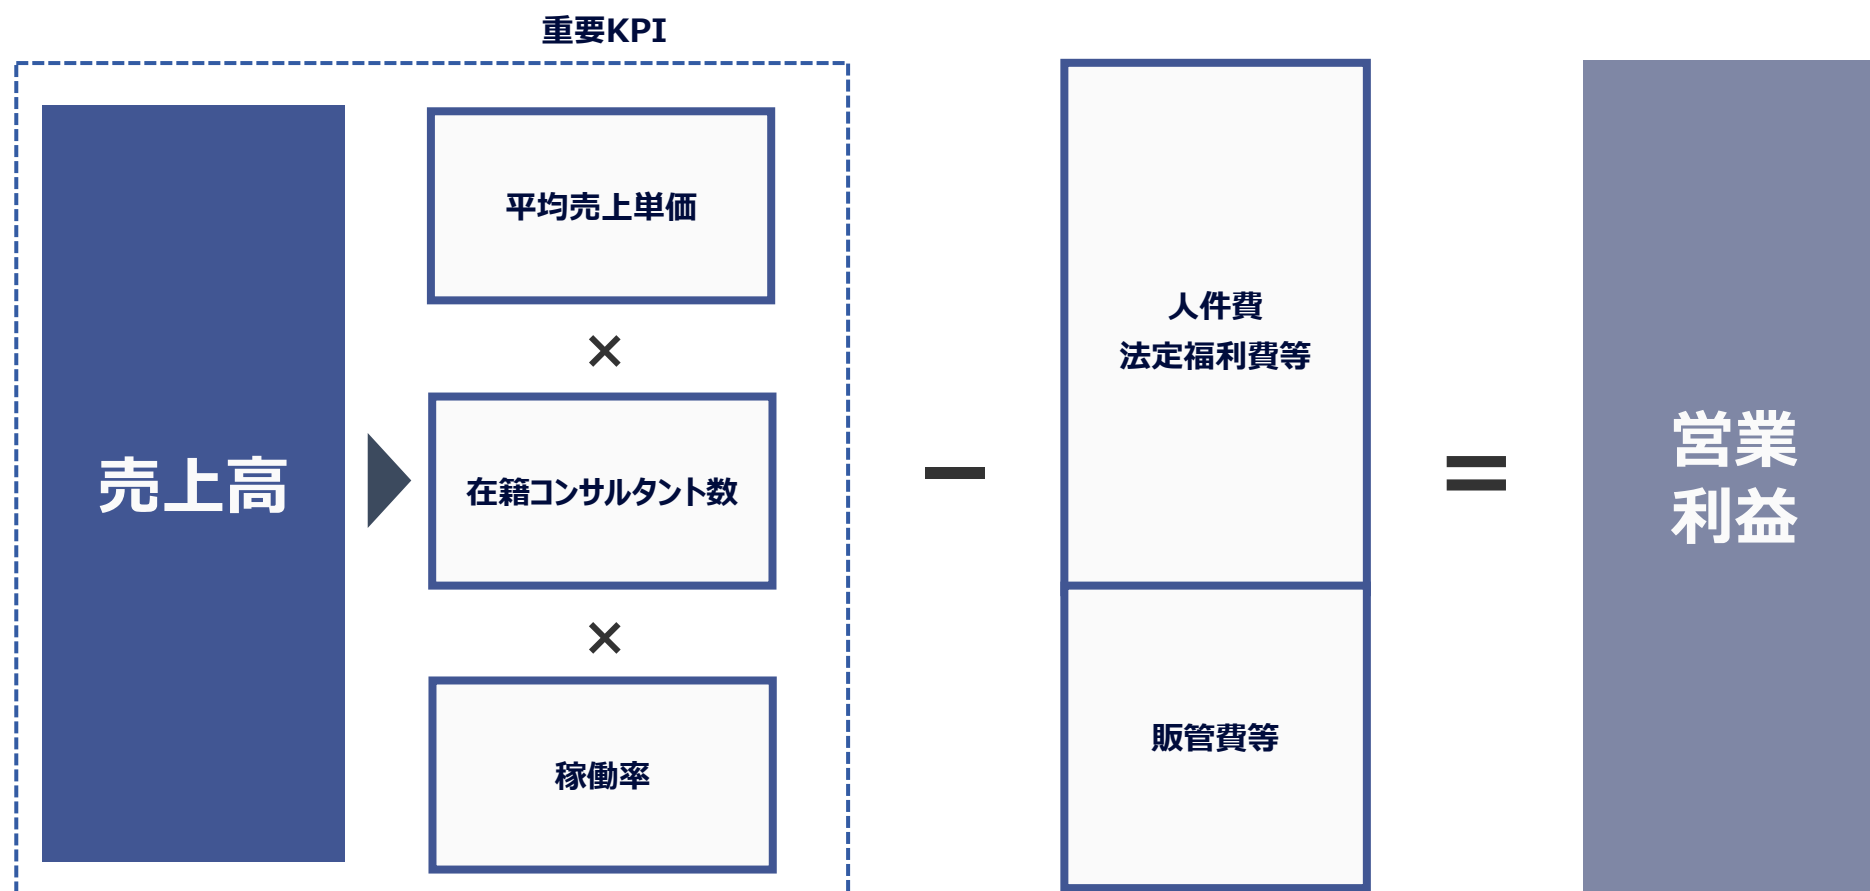 重要KPI
売上高
平均売上単価
×
在籍コンサルタント数
×
稼働率
ー
人件費
法定福利費等
販管費等
=
営業
利益